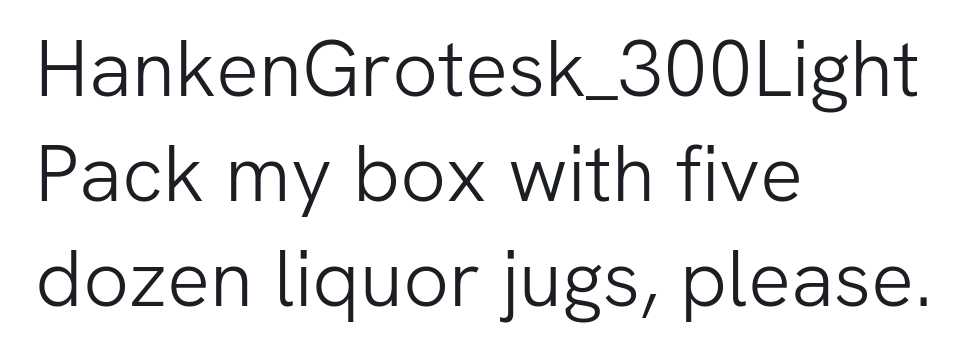 HankenGrotesk_300Light
Pack my box with five
dozen liquor jugs, please.